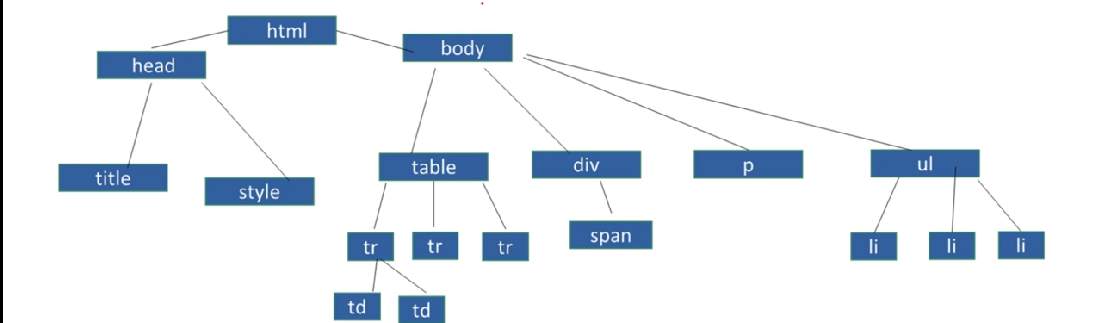 html
body
head
title
style
table
div
p
ul
tr
tr
tr
span
li
li
li
td
td